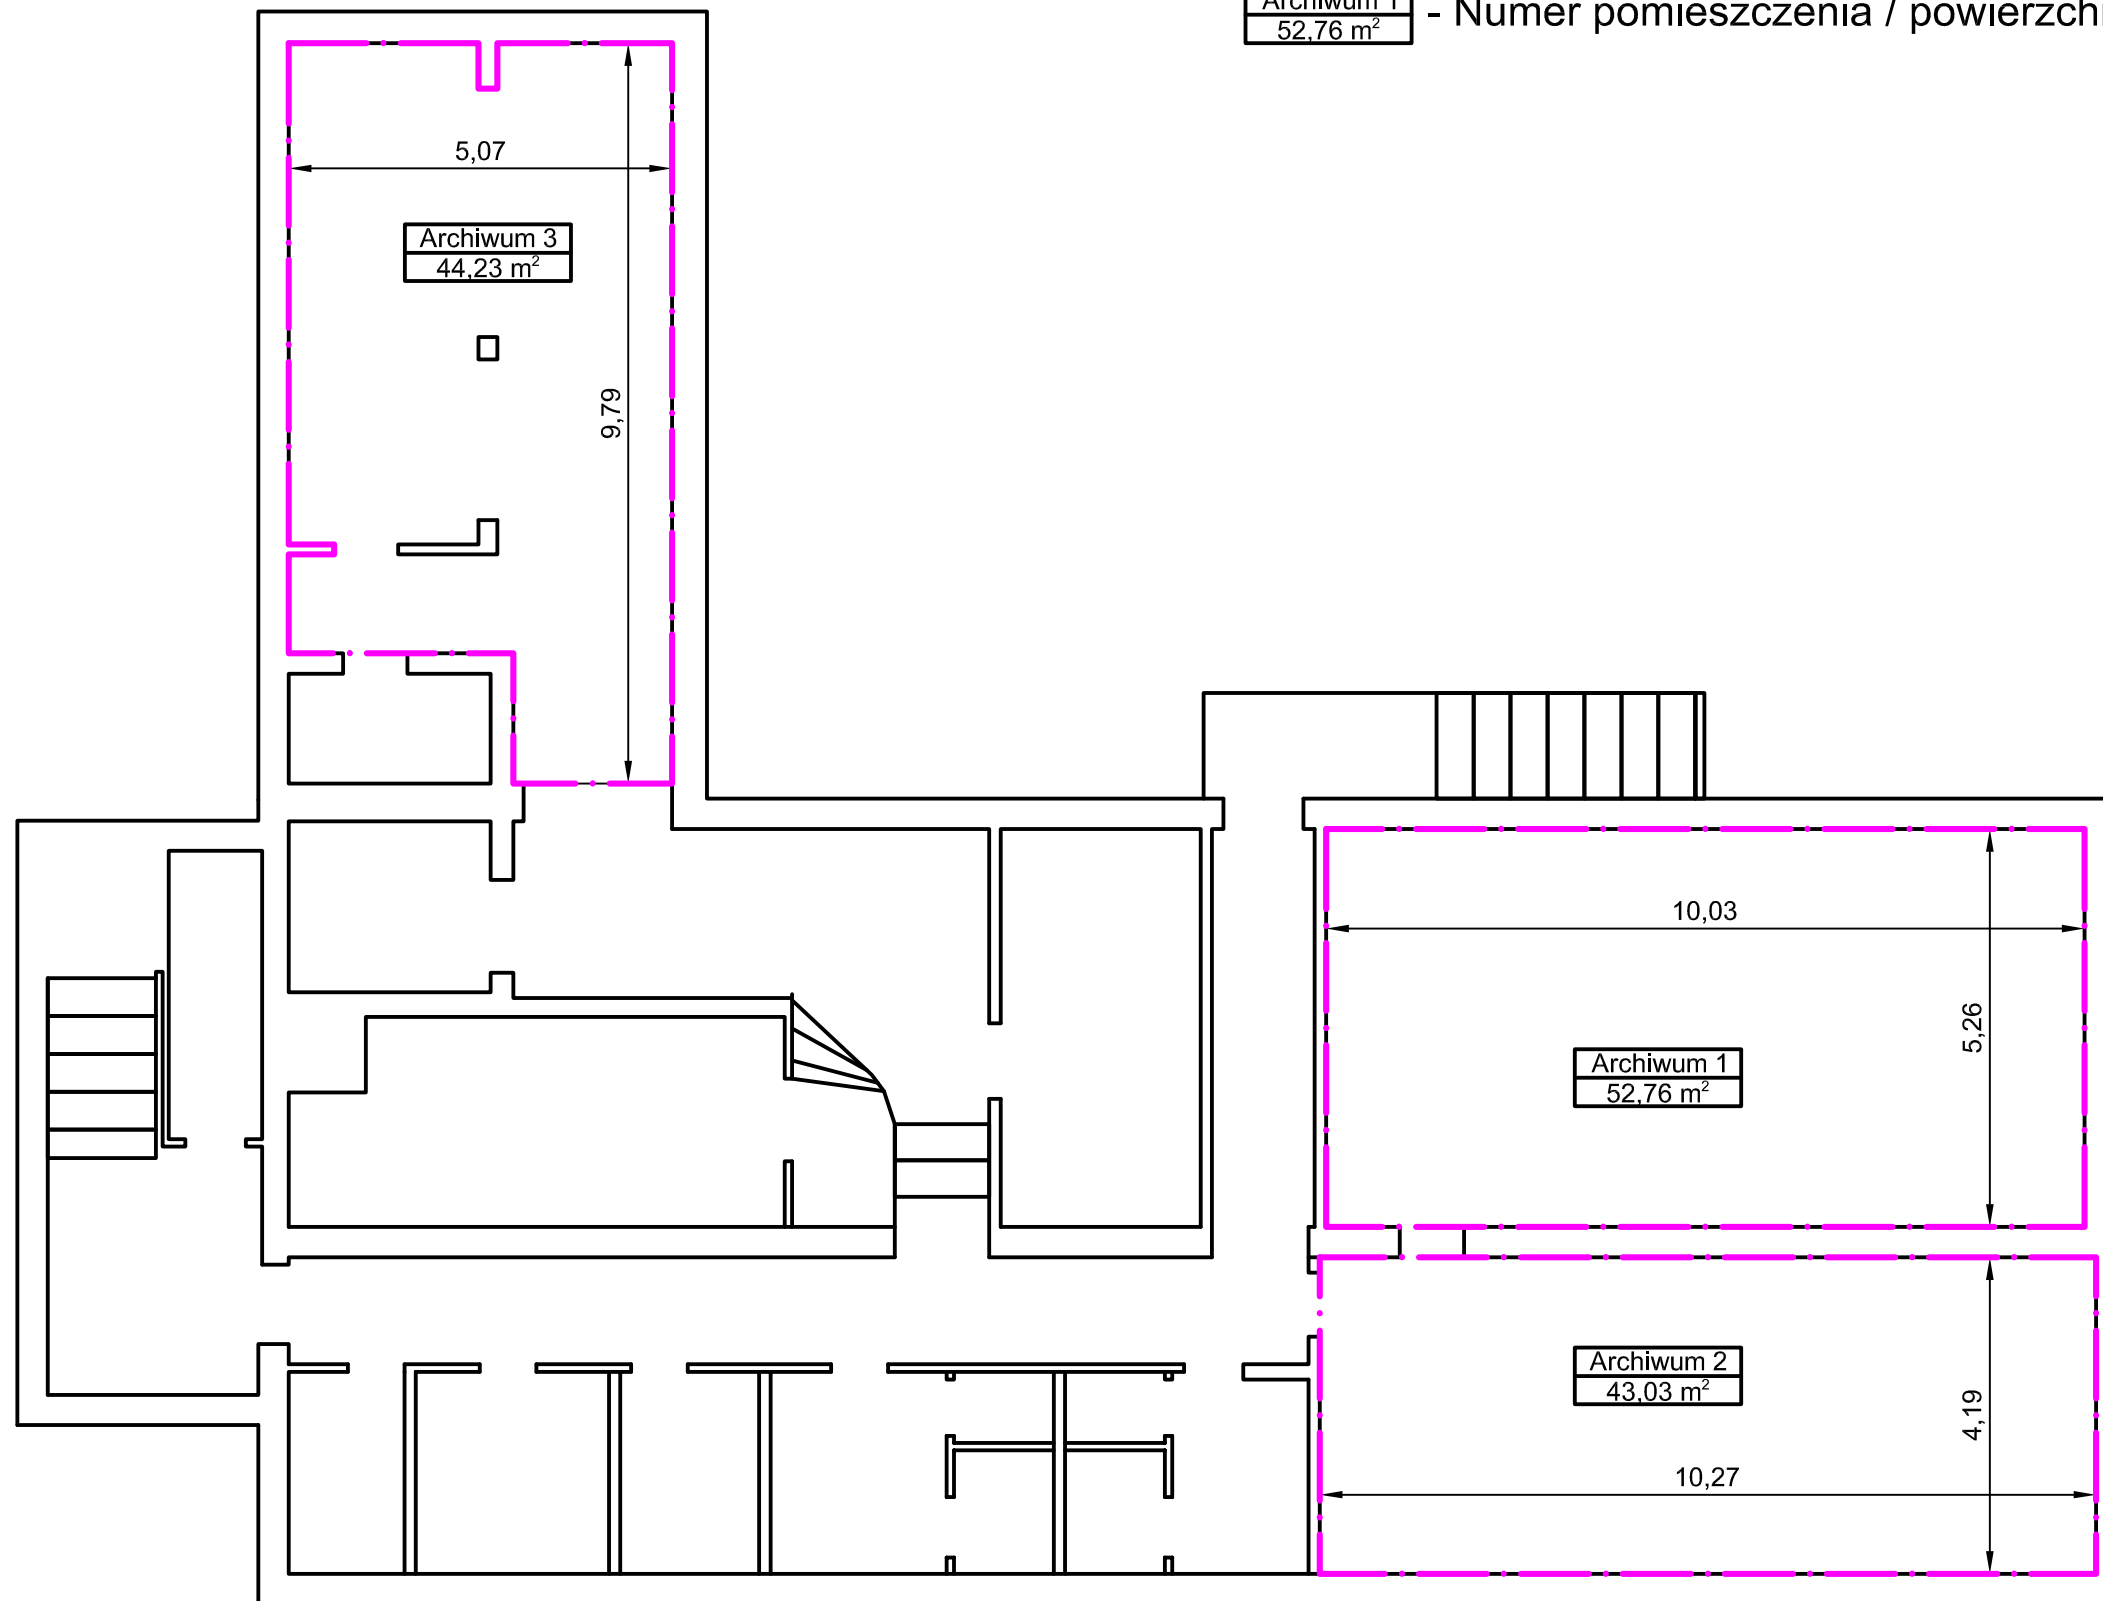 Archiwum 1
52,76 m²
- Numer pomieszczenia /
5,07
Archiwum 3
44,23 m²
9,79
10,03
5,26
Archiwum 1
52,76 m²
Archiwum 2
43,03 m²
4,19
10,27